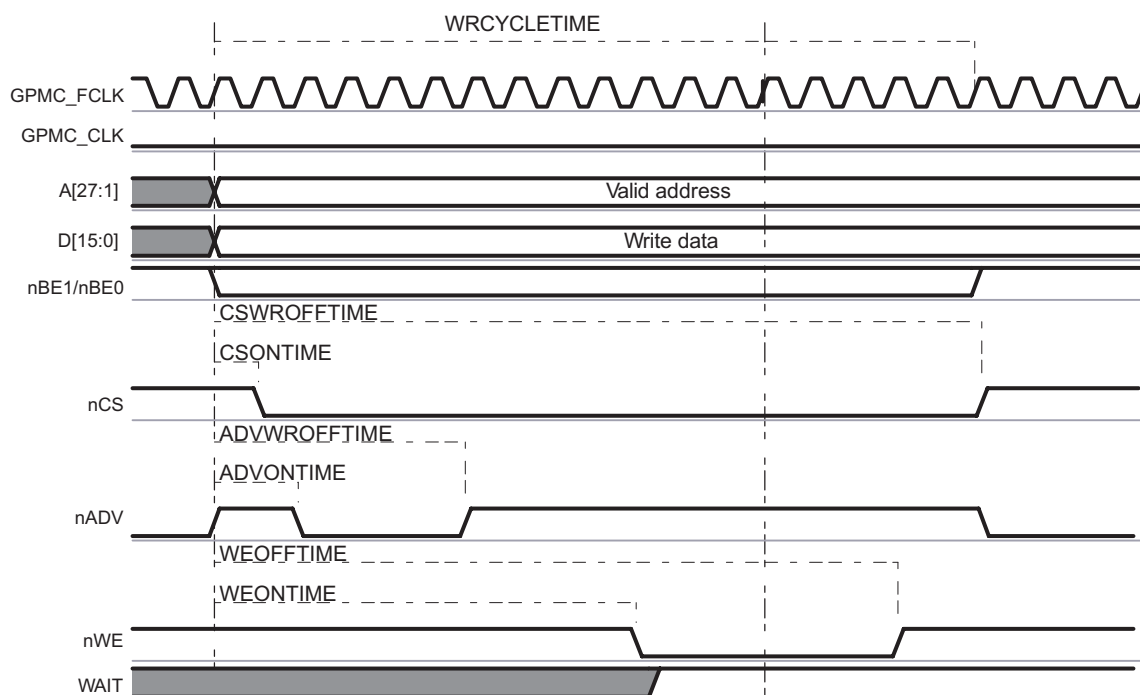 WRCYCLETIME
GPMC_FCLK
GPMC_CLK
A[27:1] Valid address
D[15:0] Write data
nBE1/nBE0
CSWROFFTIME
CSONTIME
nCS
ADVWROFFTIME
ADVONTIME
nADV
WEOFFTIME
WEONTIME
nWE
WAIT